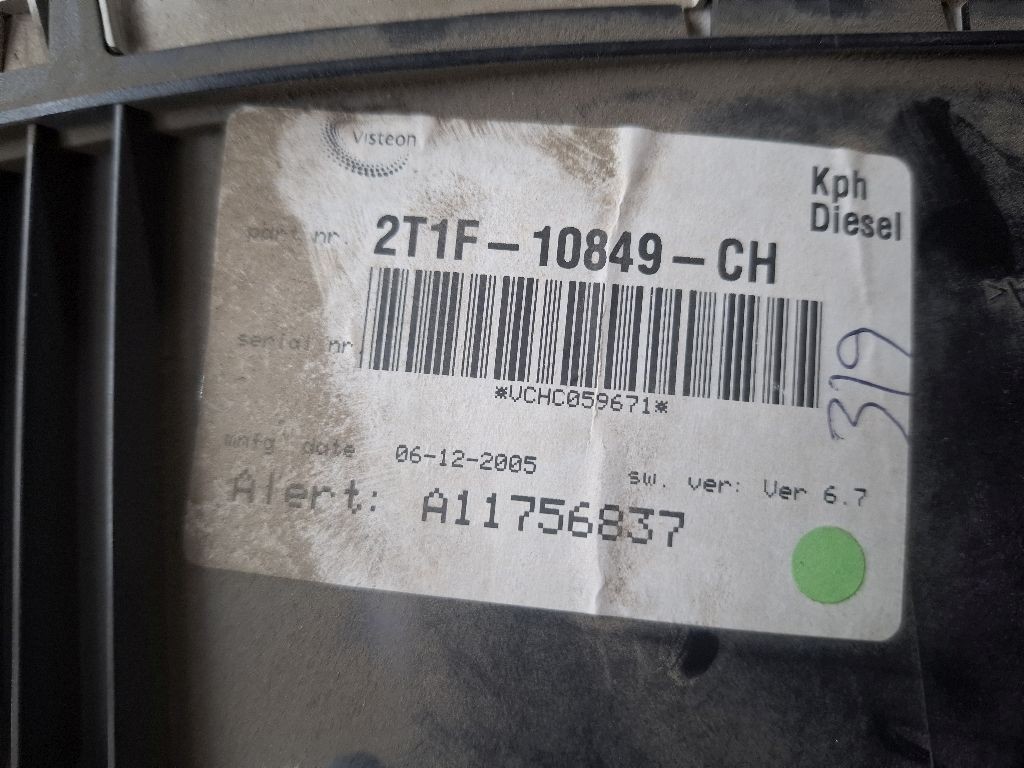 Visteon
Kph
Diesel
part nr. 2T1F-10849-CH
serial nr.
*VCHC059671*
319
mnfg date 06-12-2005
sw. ver: Ver 6.7
Alert: A11756837